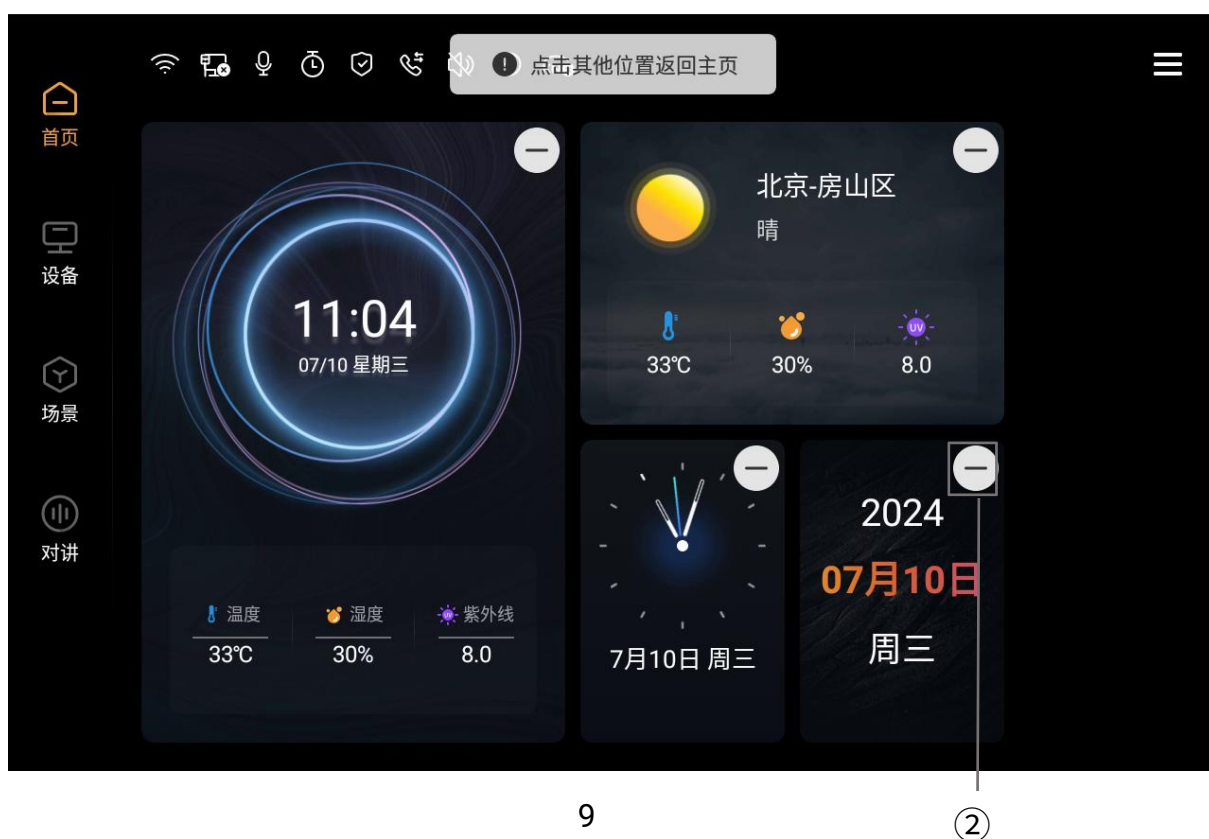 点击其他位置返回主页
首页
设备
场景
对讲
11:04
07/10 星期三
温度 湿度 紫外线
33℃ 30% 8.0
北京-房山区
晴
UV
33℃ 30% 8.0
7月10日 周三
2024
07月10日
周三
9
②